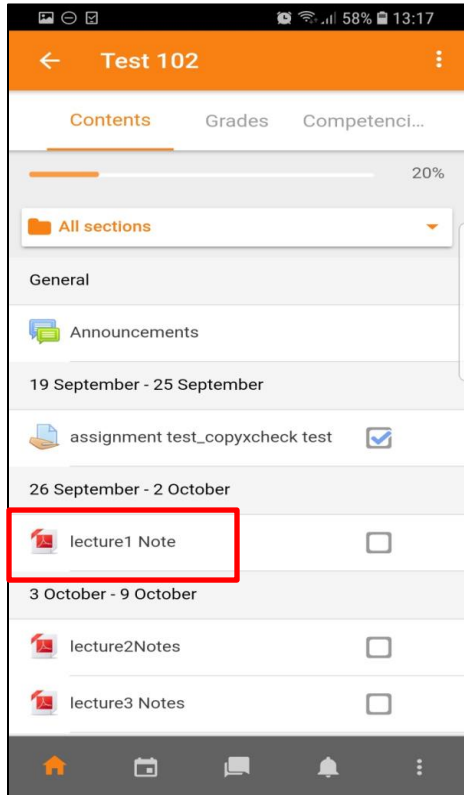 58% 13:17
Test 102
Contents Grades Competenci...
20%
All sections
General
Announcements
19 September - 25 September
assignment test_copyxcheck test
26 September - 2 October
lecture1 Note
3 October - 9 October
lecture2Notes
lecture3 Notes